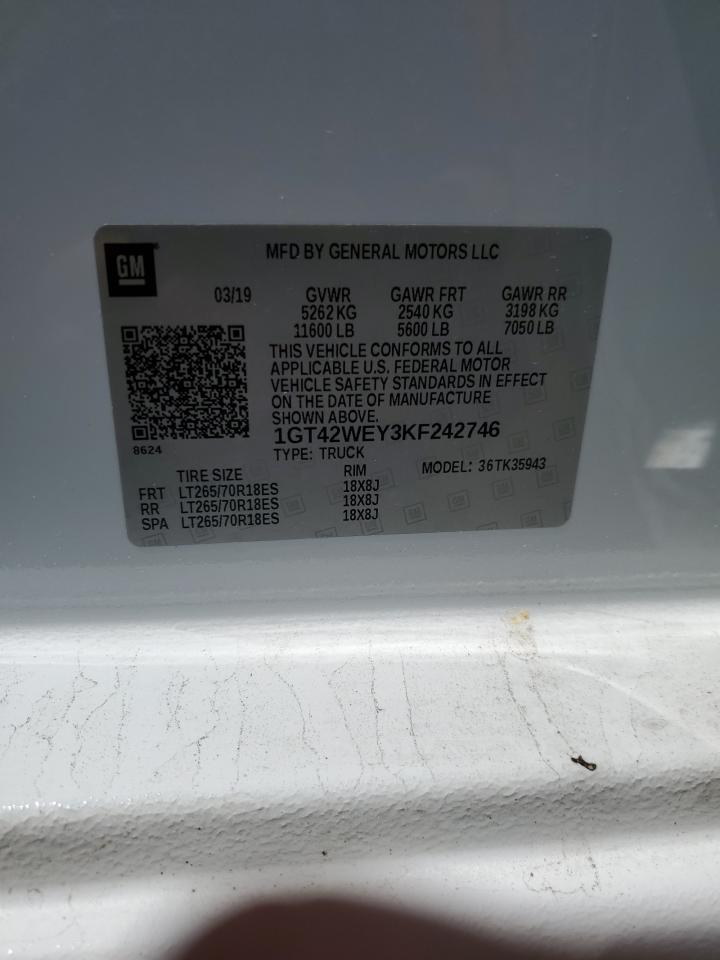 GM
MFD BY GENERAL MOTORS LLC
03/19 GVWR GAWR FRT GAWR RR
5262 KG 2540 KG 3198 KG
11600 LB 5600 LB 7050 LB
THIS VEHICLE CONFORMS TO ALL
APPLICABLE U.S. FEDERAL MOTOR
VEHICLE SAFETY STANDARDS IN EFFECT
ON THE DATE OF MANUFACTURE
SHOWN ABOVE.
1GT42WEY3KF242746
8624
TYPE: TRUCK MODEL: 36TK35943
TIRE SIZE RIM
FRT LT265/70R18ES 18X8J
RR LT265/70R18ES 18X8J
SPA LT265/70R18ES 18X8J